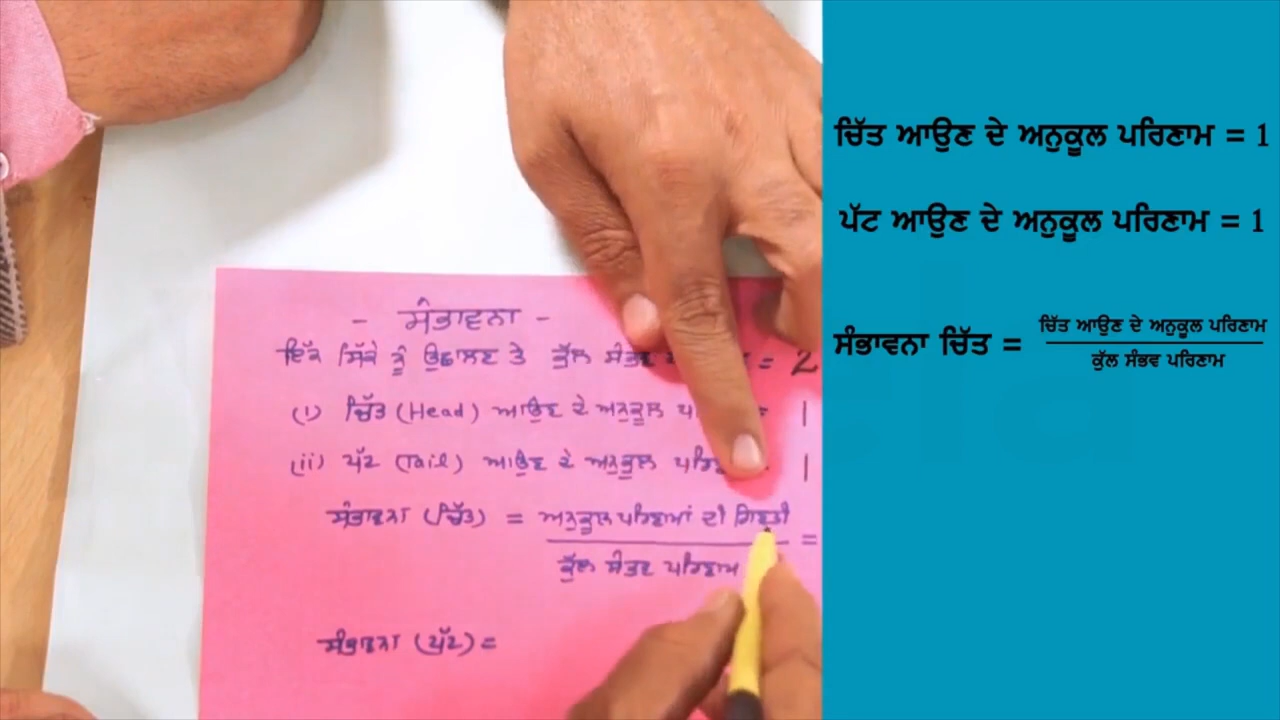 - ਸੰਭਾਵਨਾ -
ਇੱਕ ਸਿੱਕੇ ਨੂੰ ਉਛਾਲਣ ਤੇ ਕੁੱਲ ਸੰਭਵ = 2
(i) ਚਿੱਤ (Head) ਆਉਣ ਦੇ ਅਨੁਕੂਲ = 1
(ii) ਪੱਟ (Tail) ਆਉਣ ਦੇ ਅਨੁਕੂਲ 1
ਸੰਭਾਵਨਾ (ਚਿੱਤ) = ਅਨੁਕੂਲ ਪਰਿਣਾਮਾਂ ਦੀ ਗਿਣਤੀ =
ਕੁੱਲ ਸੰਭਵ ਪਰਿਣਾਮ
ਸੰਭਾਵਨਾ (ਪੱਟ) =
ਚਿੱਤ ਆਉਣ ਦੇ ਅਨੁਕੂਲ ਪਰਿਣਾਮ = 1
ਪੱਟ ਆਉਣ ਦੇ ਅਨੁਕੂਲ ਪਰਿਣਾਮ = 1
ਸੰਭਾਵਨਾ ਚਿੱਤ = ਚਿੱਤ ਆਉਣ ਦੇ ਅਨੁਕੂਲ ਪਰਿਣਾਮ
ਕੁੱਲ ਸੰਭਵ ਪਰਿਣਾਮ